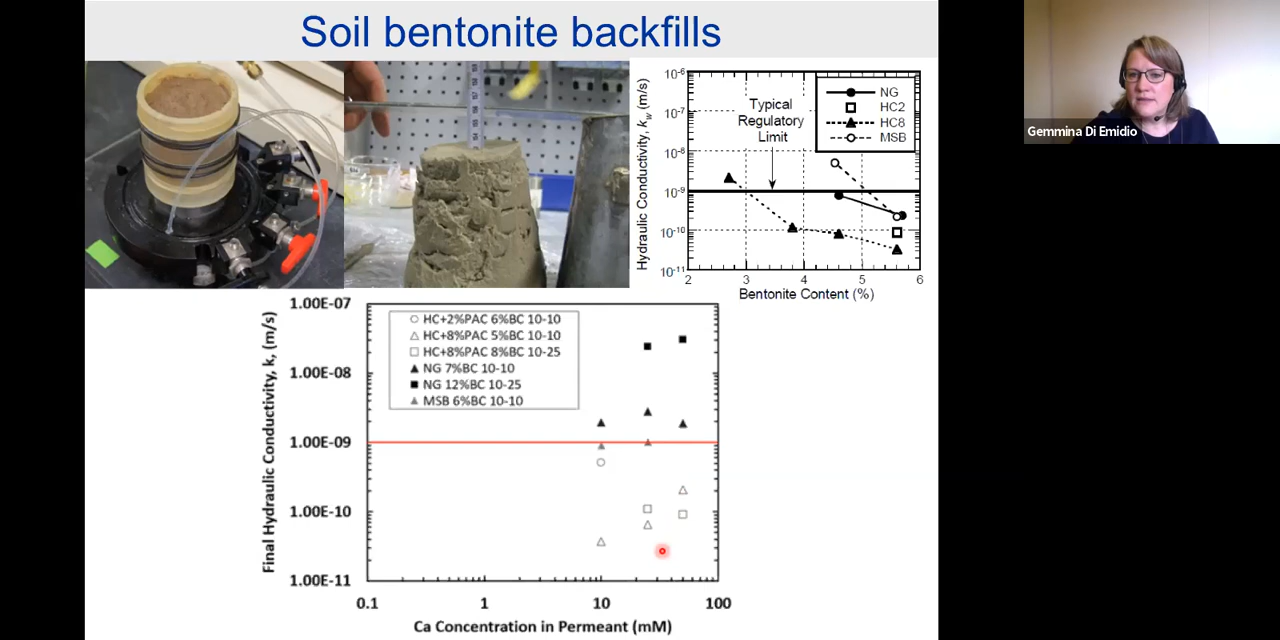 Soil bentonite backfills
10-6
10-7
10-8
10-9
10-10
10-11
Hydraulic Conductivity, kw (m/s)
Typical
Regulatory
Limit
NG
HC2
HC8
MSB
2 3 4 5 6
Bentonite Content (%)
Gemmina Di Emidio
1.00E-07
1.00E-08
1.00E-09
1.00E-10
1.00E-11
Final Hydraulic Conductivity, k, (m/s)
HC+2%PAC 6%BC 10-10
HC+8%PAC 5%BC 10-10
HC+8%PAC 8%BC 10-25
NG 7%BC 10-10
NG 12%BC 10-25
MSB 6%BC 10-10
0.1 1 10 100
Ca Concentration in Permeant (mM)